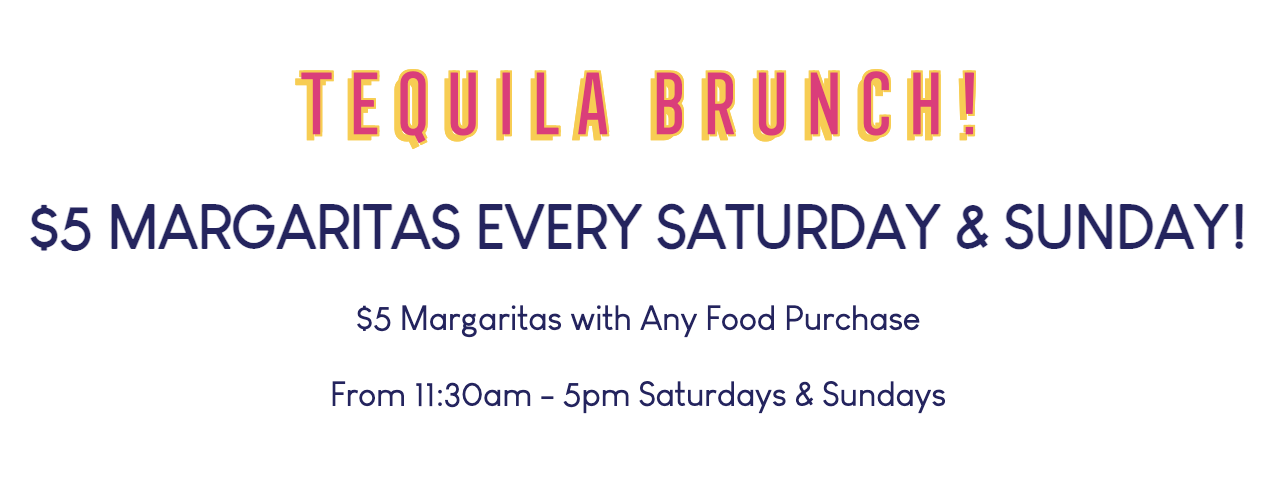 TEQUILA BRUNCH!
$5 MARGARITAS EVERY SATURDAY & SUNDAY!
$5 Margaritas with Any Food Purchase
From 11:30am - 5pm Saturdays & Sundays